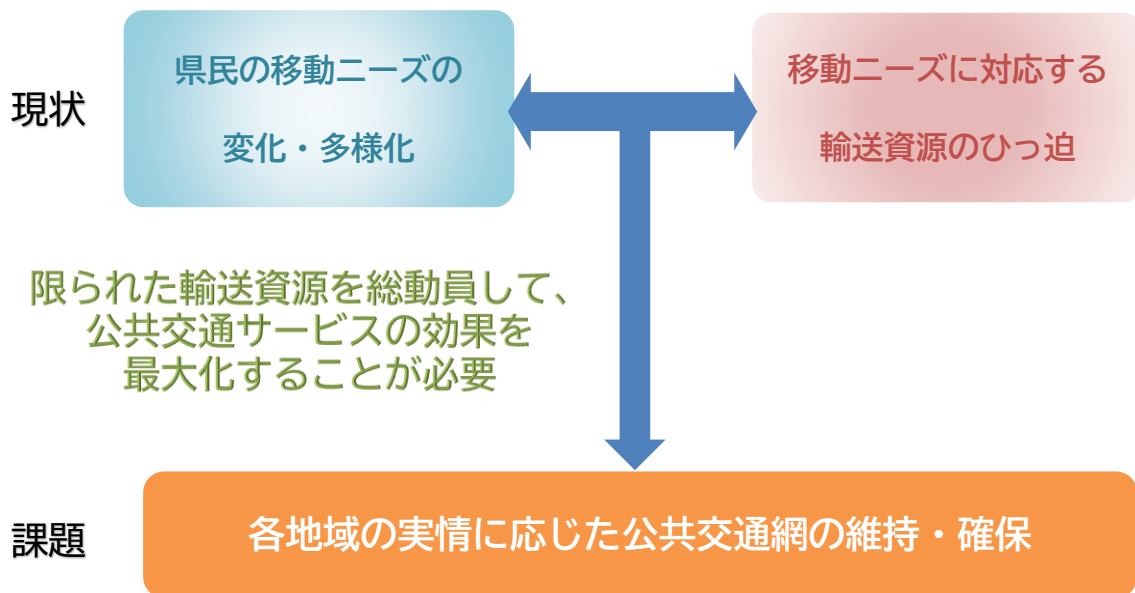 現状
県民の移動ニーズの
変化・多様化
移動ニーズに対応する
輸送資源のひっ迫
限られた輸送資源を総動員して、
公共交通サービスの効果を
最大化することが必要
課題
各地域の実情に応じた公共交通網の維持・確保